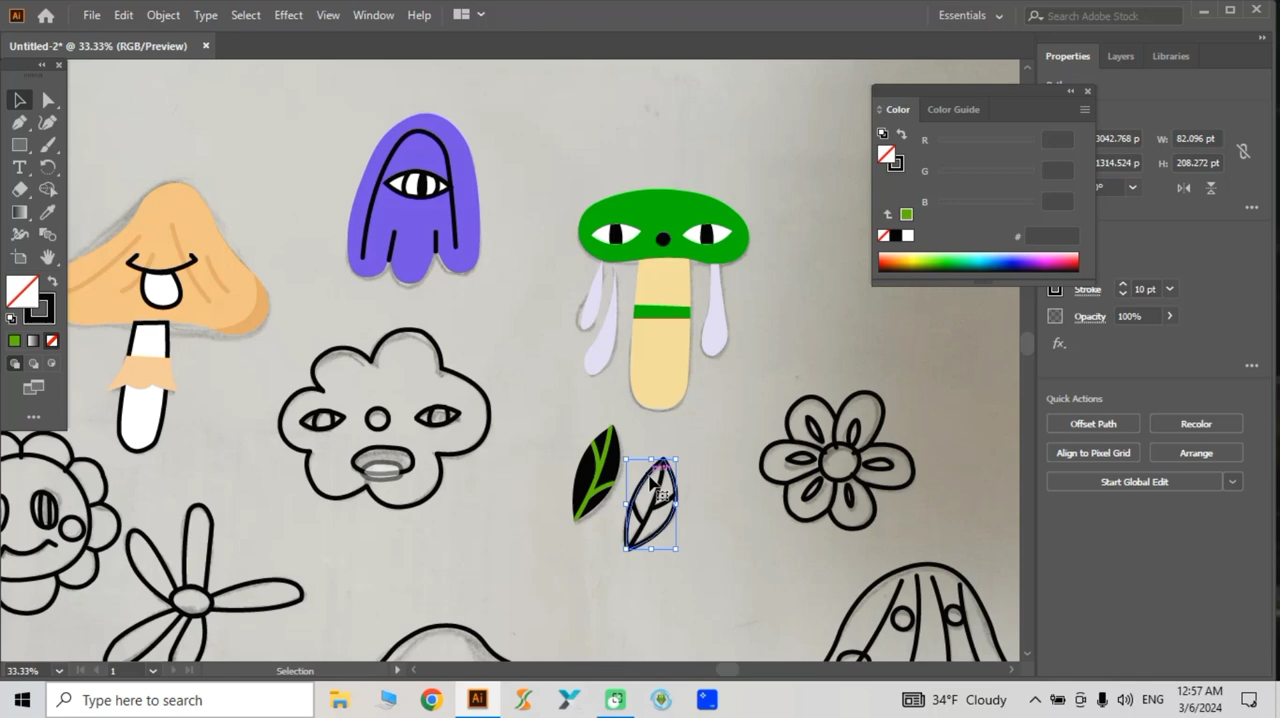 Ai File Edit Object Type Select Effect View Window Help Essentials Search Adobe Stock
Untitled-2* @ 33.33% (RGB/Preview) ×
Properties Layers Libraries
Color Color Guide
R
G
B
#
3042.768 p W: 82.096 pt
1314.524 p H: 208.272 pt
Stroke 10 pt
Opacity 100%
fx.
Quick Actions
Offset Path Recolor
Align to Pixel Grid Arrange
Start Global Edit
33.33% 1 Selection
Type here to search
Ai
34°F Cloudy ENG
12:57 AM
3/6/2024